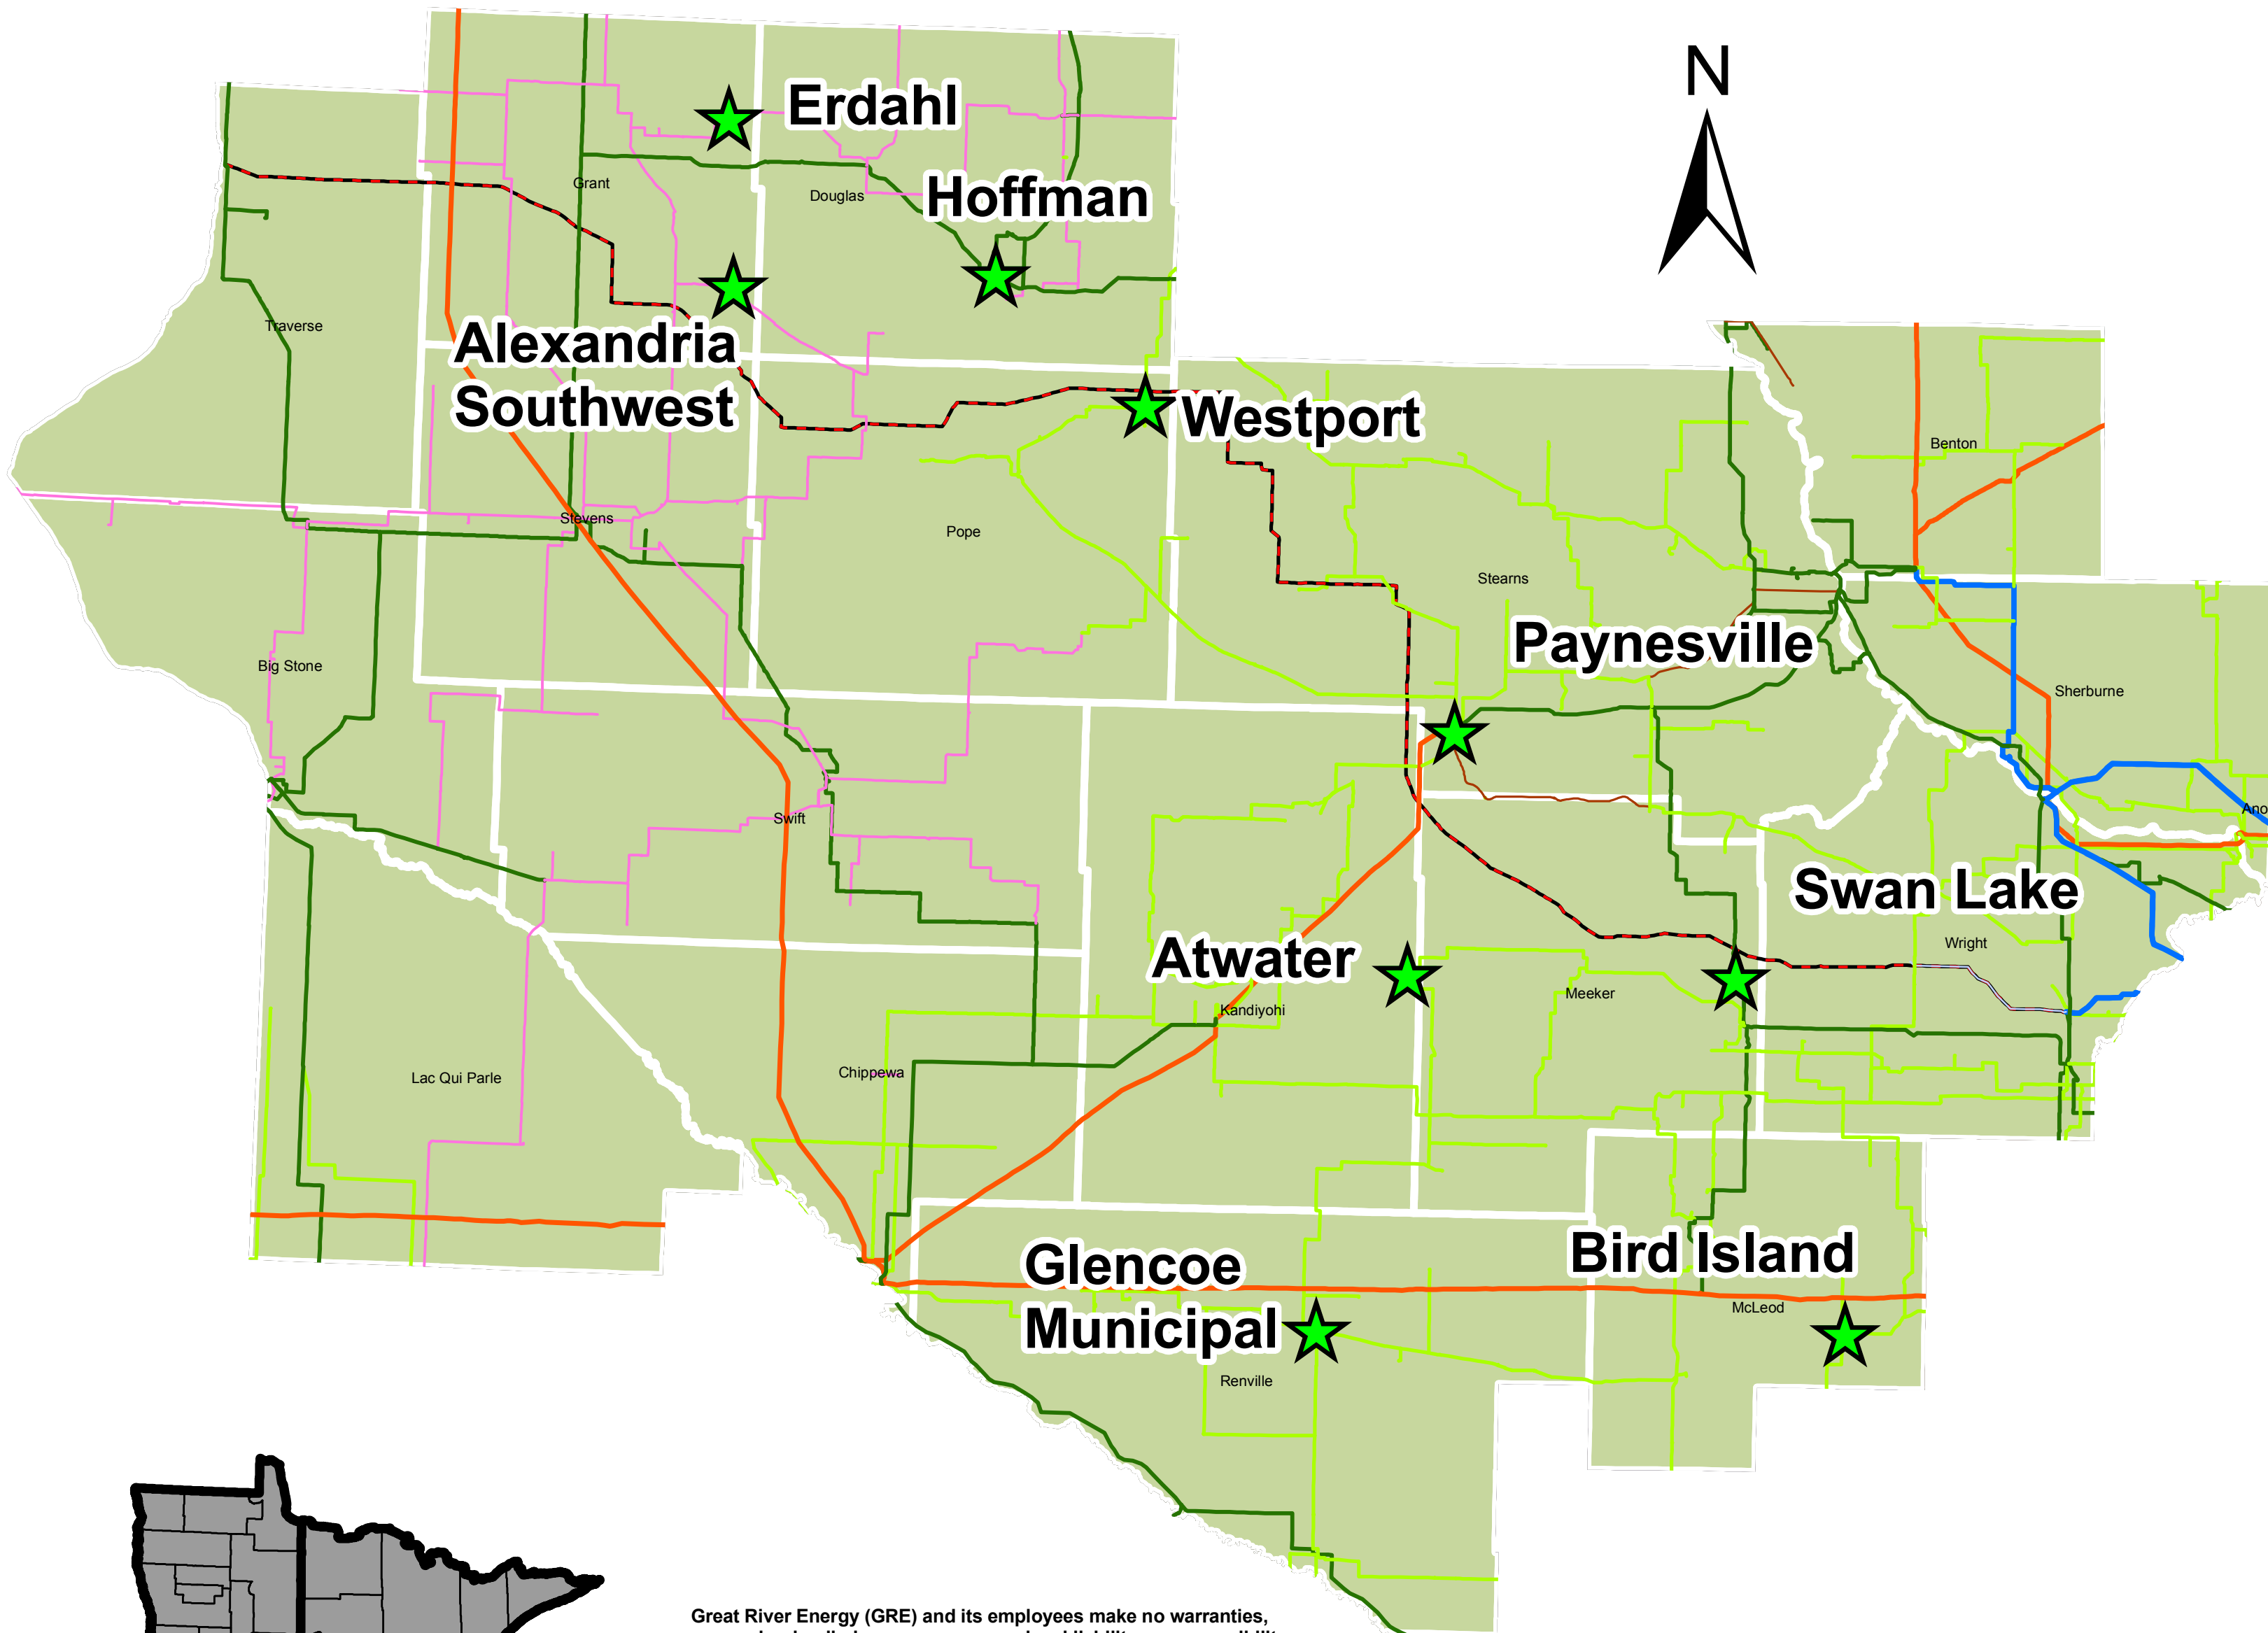 N
Erdahl
Grant
Douglas
Hoffman
Traverse
Alexandria
Southwest
Westport
Benton
Stevens
Pope
Stearns
Paynesville
Big Stone
Sherburne
Ano
Swift
Swan Lake
Wright
Atwater
Meeker
Kandiyohi
Chippewa
Lac Qui Parle
Glencoe
Municipal
Bird Island
McLeod
Renville
Great River Energy (GRE) and its employees make no warranties,